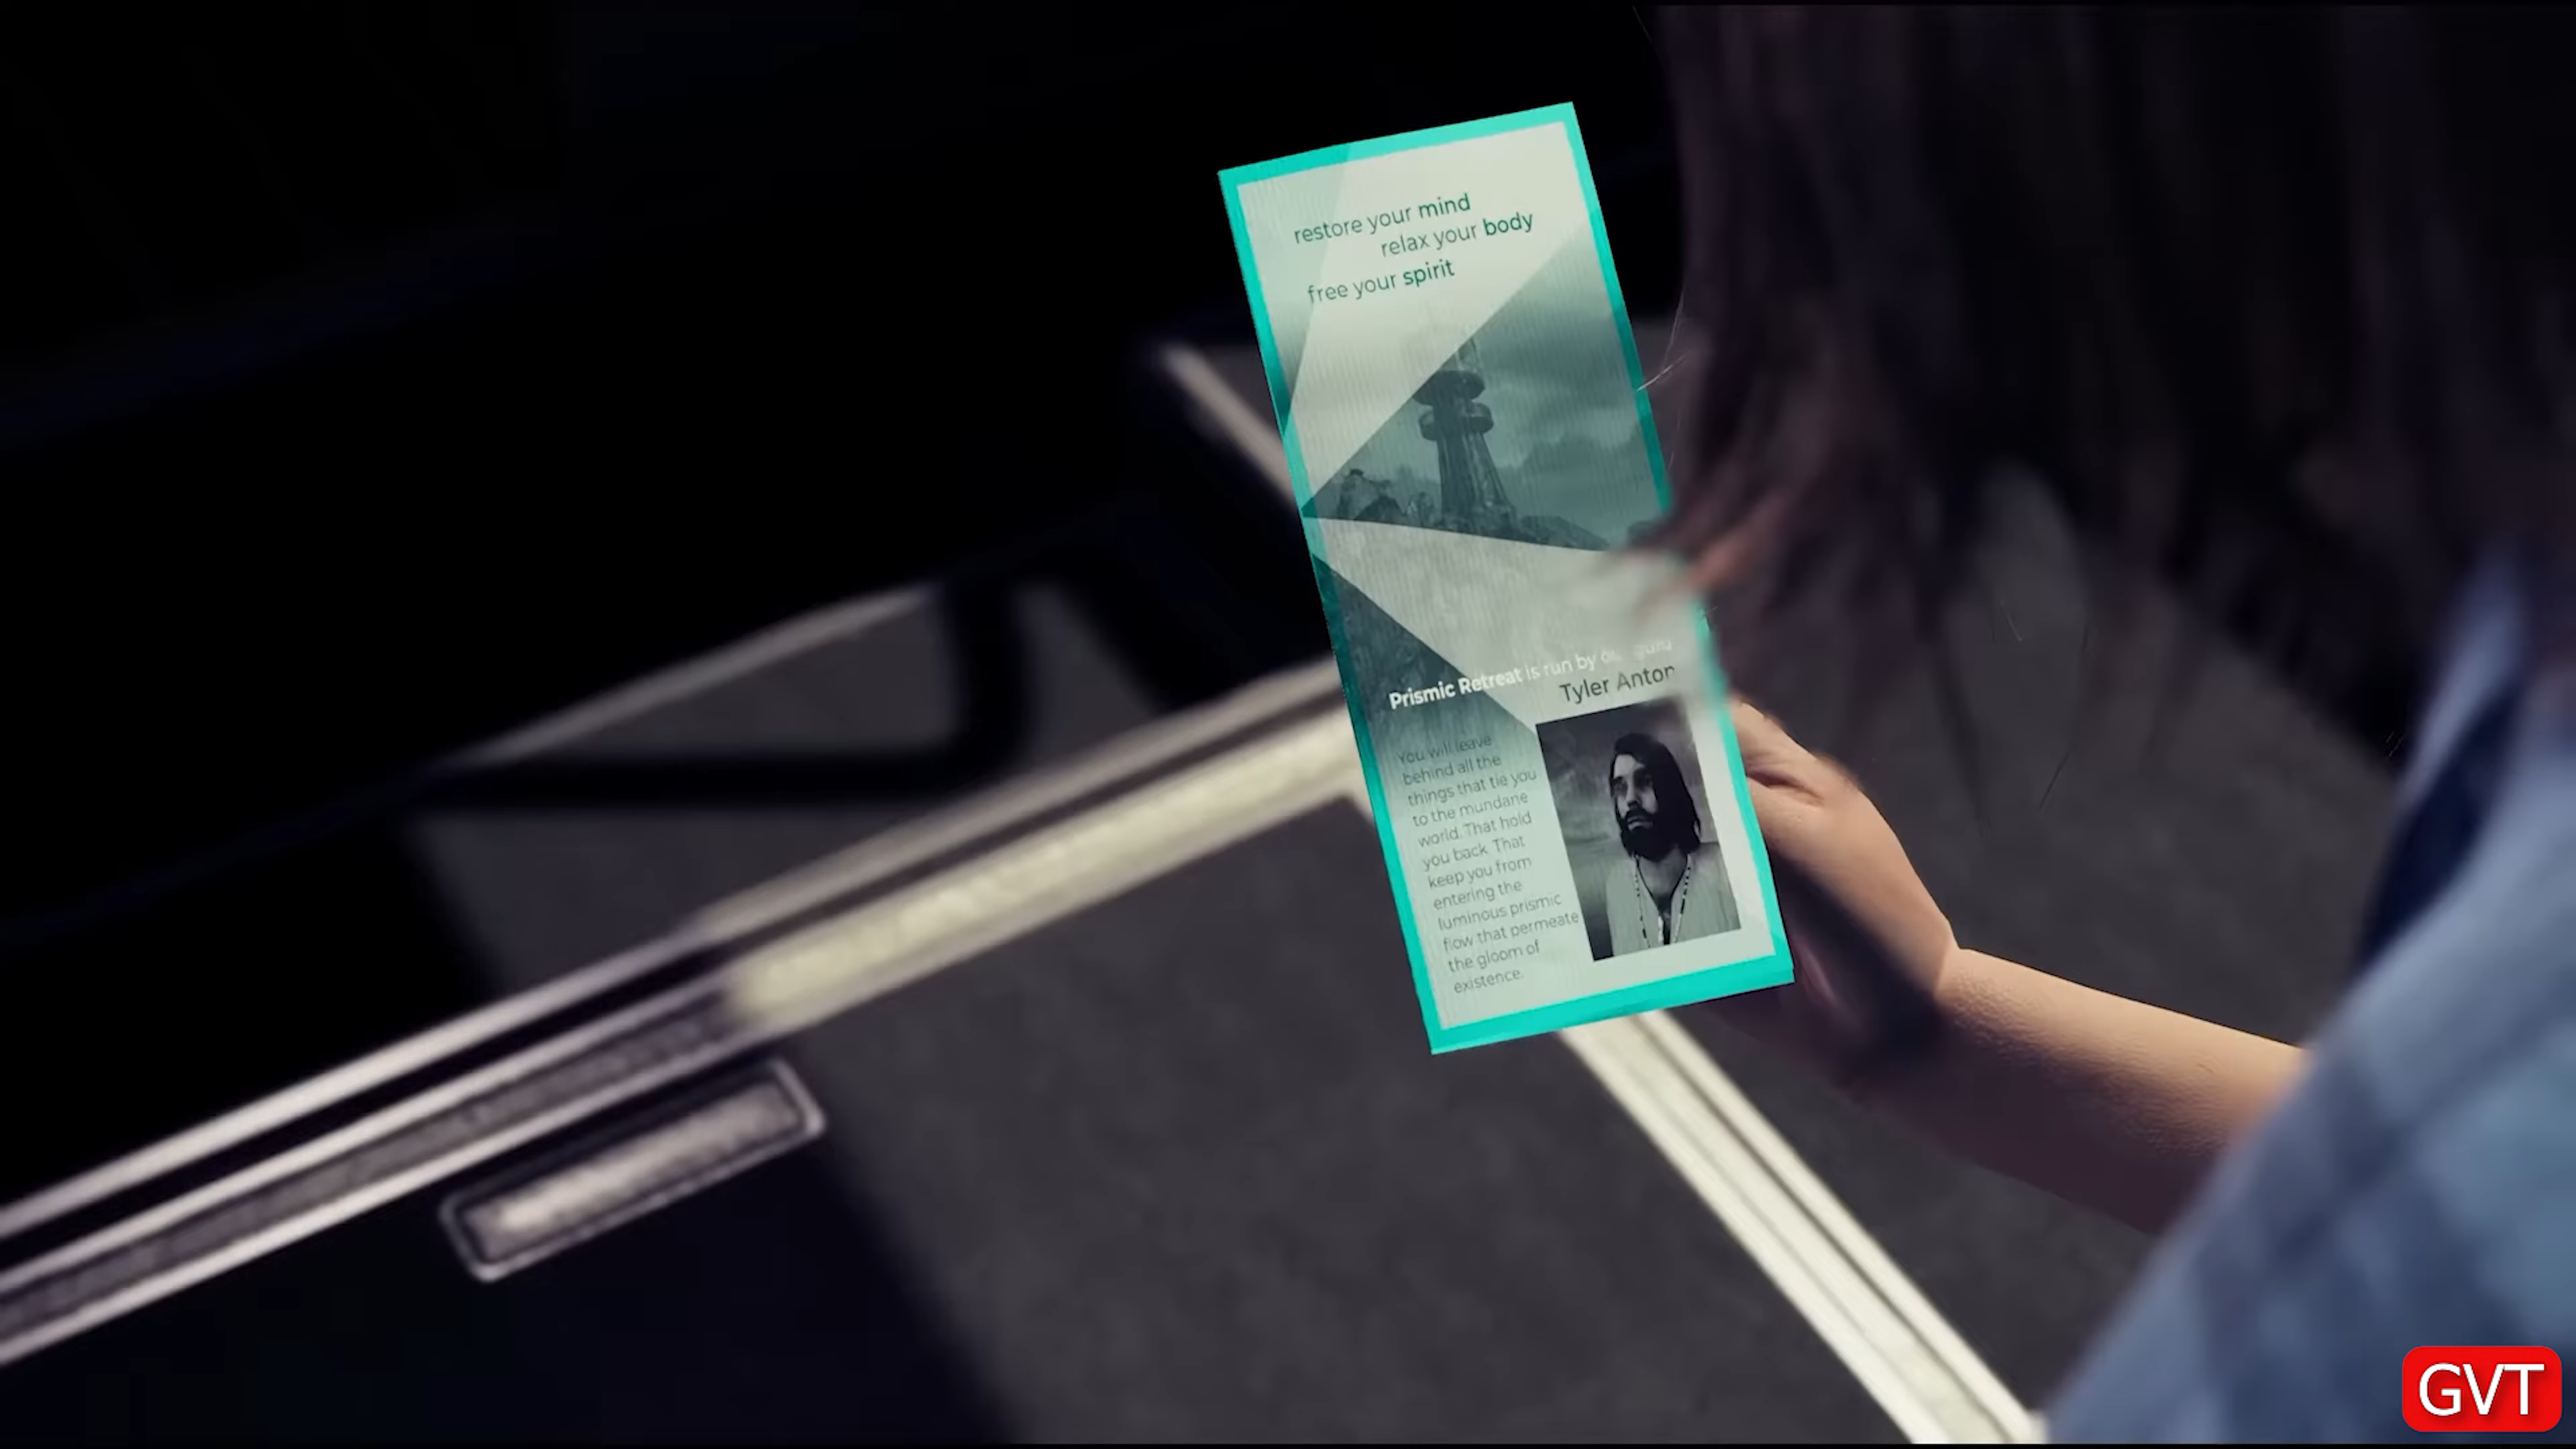 restore your mind
relax your body
free your spirit
Prismic Retreat is run by guru
Tyler Anton
You will leave
behind all the
things that tie you
to the mundane
world. That hold
you back. That
keep you from
entering the
luminous prismic
flow that permeate
the gloom of
existence.
GVT